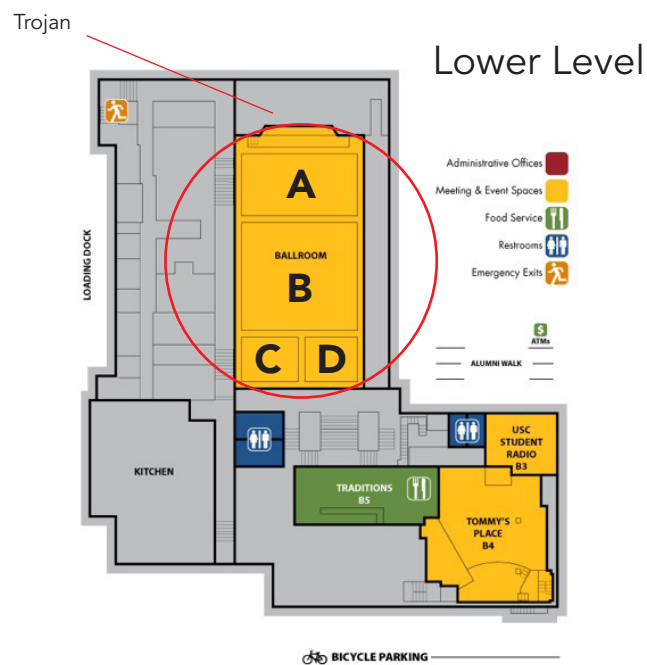 Trojan
Lower Level
Administrative Offices
Meeting & Event Spaces
Food Service
Restrooms
Emergency Exits
A
BALLROOM
B
C
D
LOADING DOCK
$
ATMs
ALUMNI WALK
USC
STUDENT
RADIO
B3
KITCHEN
TRADITIONS
B5
TOMMY'S
PLACE
B4
BICYCLE PARKING